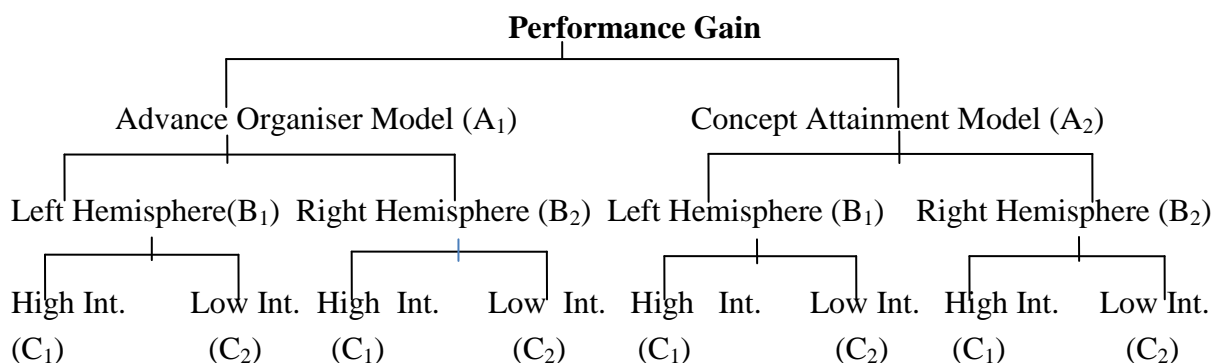 Performance Gain
Advance Organiser Model (A₁) Concept Attainment Model (A₂)
Left Hemisphere(B₁) Right Hemisphere (B₂) Left Hemisphere (B₁) Right Hemisphere (B₂)
High Int. Low Int. High Int. Low Int. High Int. Low Int. High Int. Low Int.
(C₁) (C₂) (C₁) (C₂) (C₁) (C₂) (C₁) (C₂)